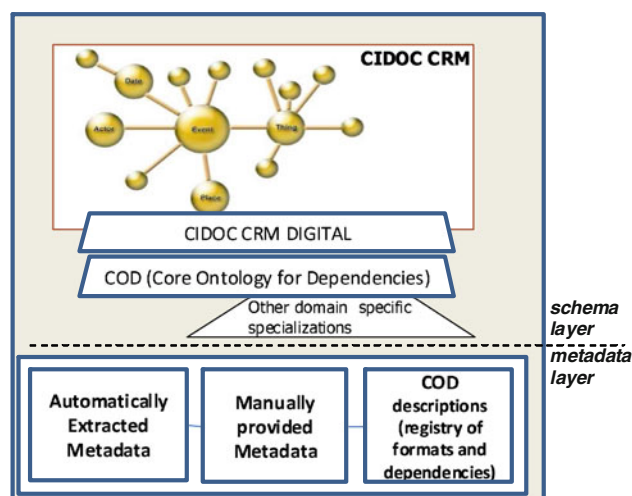 CIDOC CRM
Date
Actor
Event
Thing
Place
CIDOC CRM DIGITAL
COD (Core Ontology for Dependencies)
Other domain specific
specializations
schema
layer
metadata
layer
Automatically
Extracted
Metadata
Manually
provided
Metadata
COD
descriptions
(registry of
formats and
dependencies)